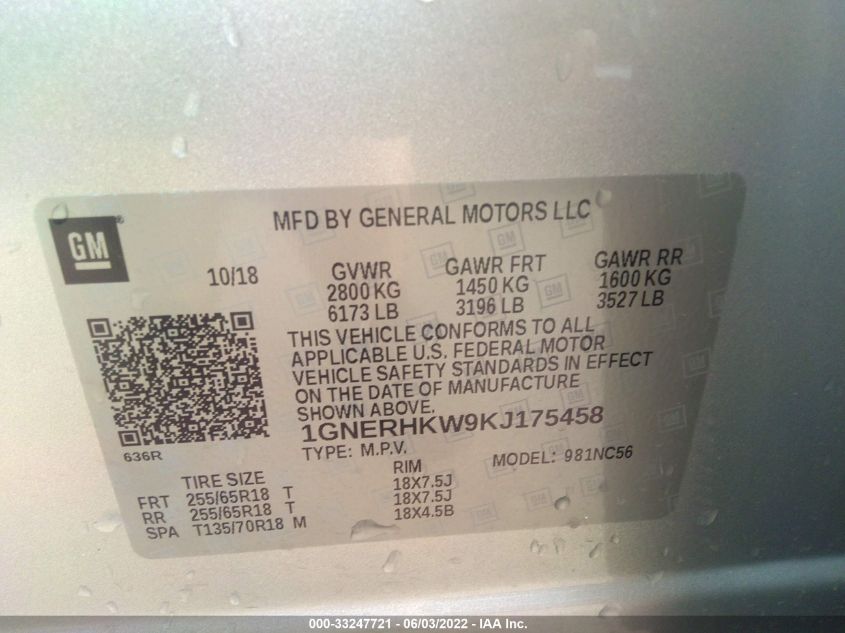 GM ®
MFD BY GENERAL MOTORS LLC
10/18
GVWR GAWR FRT GAWR RR
2800 KG 1450 KG 1600 KG
6173 LB 3196 LB 3527 LB
THIS VEHICLE CONFORMS TO ALL
APPLICABLE U.S. FEDERAL MOTOR
VEHICLE SAFETY STANDARDS IN EFFECT
ON THE DATE OF MANUFACTURE
SHOWN ABOVE.
1GNERHKW9KJ175458
636R
TYPE: M.P.V. MODEL: 981NC56
TIRE SIZE RIM
FRT 255/65R18 T 18X7.5J
RR 255/65R18 T 18X7.5J
SPA T135/70R18 M 18X4.5B
000-33247721 - 06/03/2022 - IAA Inc.